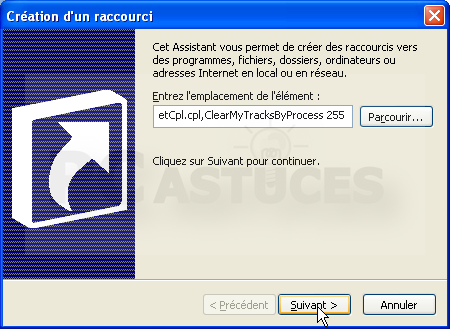 Création d'un raccourci
Cet Assistant vous permet de créer des raccourcis vers
des programmes, fichiers, dossiers, ordinateurs ou
adresses Internet en local ou en réseau.
Entrez l'emplacement de l'élément :
etCpl.cpl,ClearMyTracksByProcess 255
Parcourir...
Cliquez sur Suivant pour continuer.
PC ASTUCES
< Précédent
Suivant >
Annuler